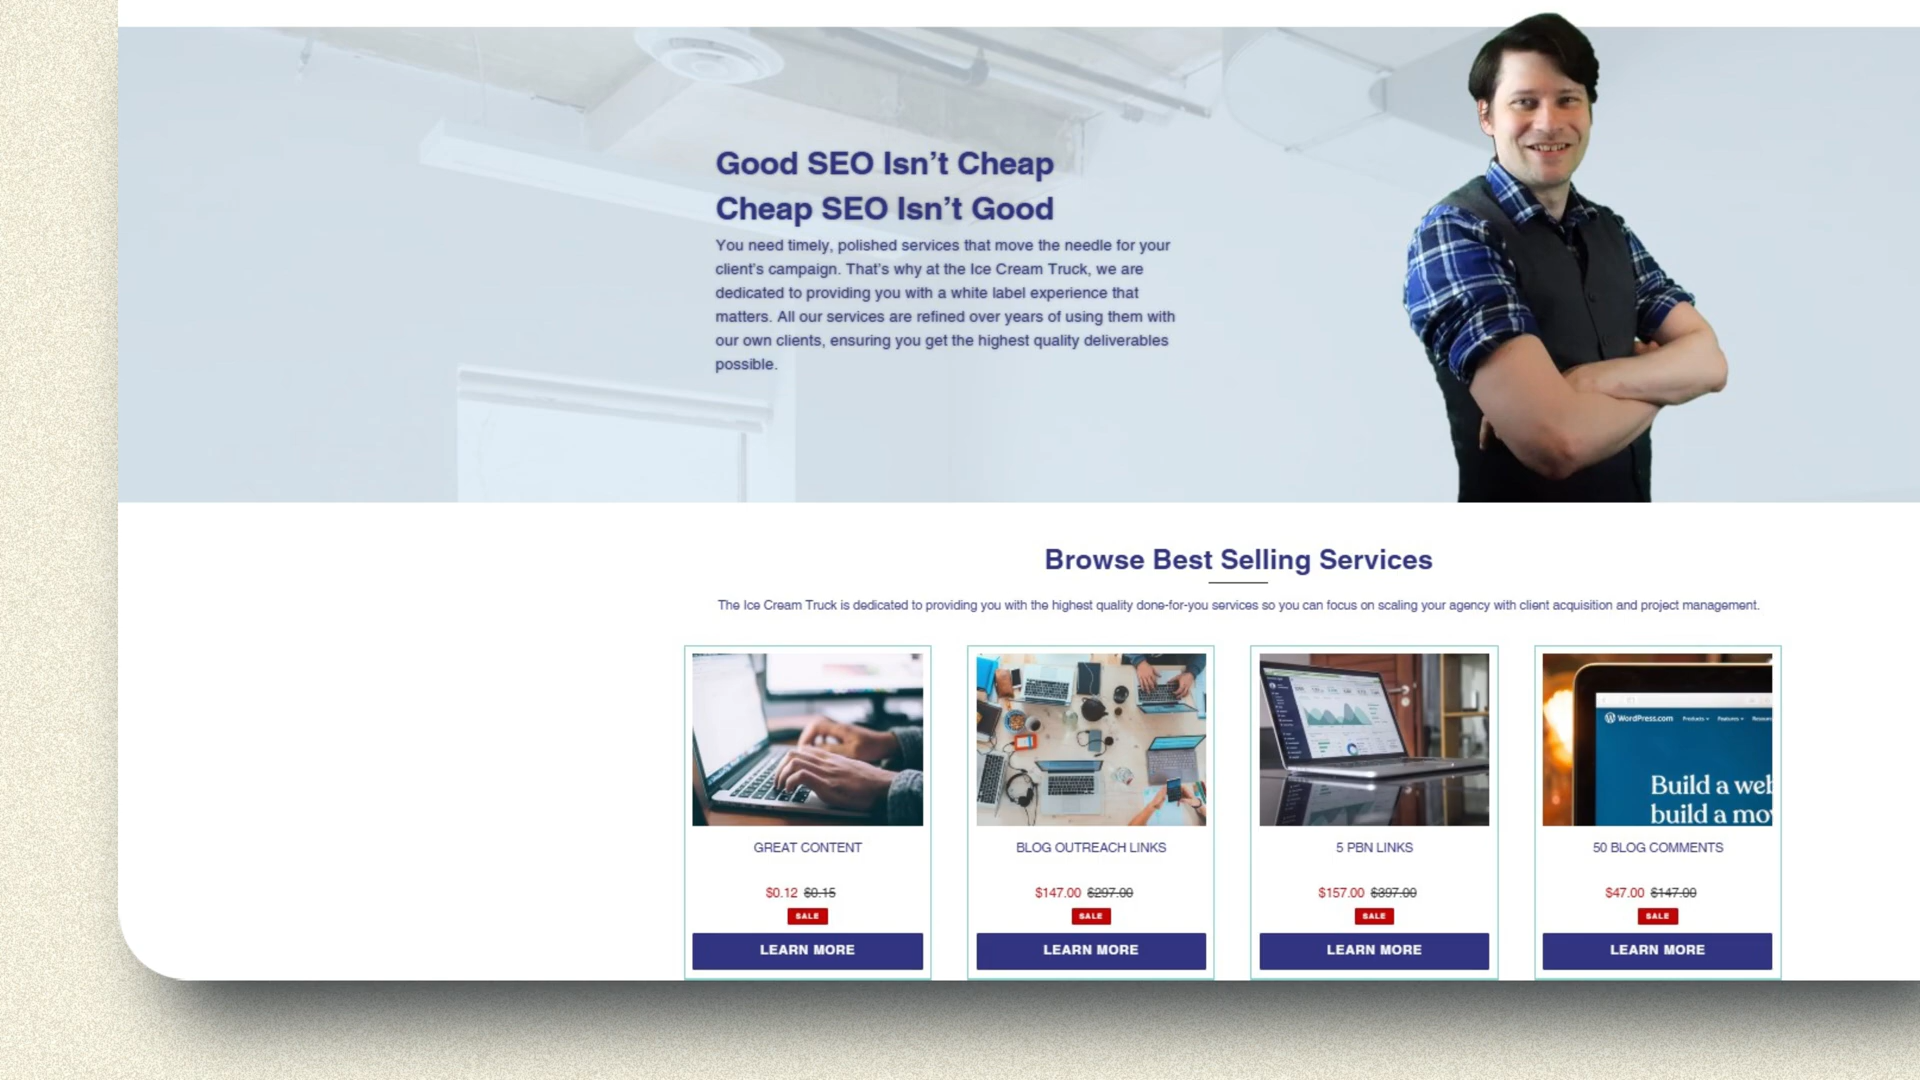 Good SEO Isn’t Cheap
Cheap SEO Isn’t Good
You need timely, polished services that move the needle for your
client's campaign. That's why at the Ice Cream Truck, we are
dedicated to providing you with a white label experience that
matters. All our services are refined over years of using them with
our own clients, ensuring you get the highest quality deliverables
possible.
Browse Best Selling Services
The Ice Cream Truck is dedicated to providing you with the highest quality done-for-you services so you can focus on scaling your agency with client acquisition and project management.
WordPress.com Products Features
Build a
build a
GREAT CONTENT
$0.12 $0.15
SALE
LEARN MORE
BLOG OUTREACH LINKS
$147.00 $297.00
SALE
LEARN MORE
5 PBN LINKS
$157.00 $397.00
SALE
LEARN MORE
50 BLOG COMMENTS
$47.00 $147.00
SALE
LEARN MORE